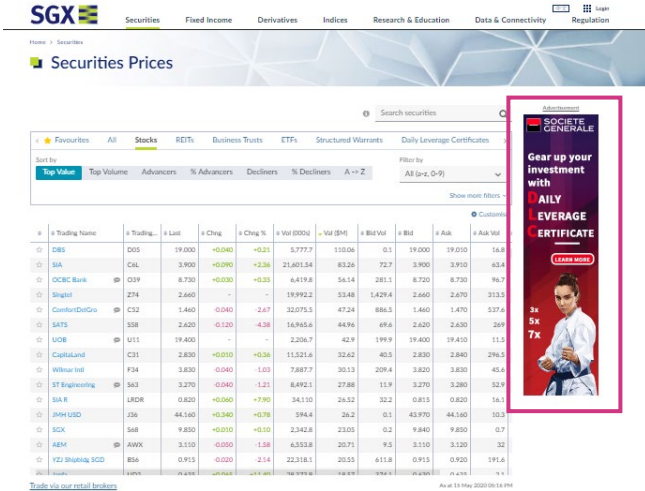 SGX
Login
Securities Fixed Income Derivatives Indices Research & Education Data & Connectivity Regulation
Home > Securities
Securities Prices
Search securities
Favourites All Stocks REITs Business Trusts ETFs Structured Warrants Daily Leverage Certificates
Sort by Filter by
Top Value Top Volume Advancers % Advancers Decliners % Decliners A -> Z All (a-z, 0-9)
Show more filters
Customise
Trading Name Trading... Last Chng Chng % Vol (000s) Val ($M) Bid Vol Bid Ask Ask Vol
DBS D05 19.000 +0.040 +0.21 5,777.7 110.06 0.1 19.000 19.010 16.8
SIA C6L 3.900 +0.090 +2.36 21,601.54 83.26 72.7 3.900 3.910 63.4
OCBC Bank O39 8.730 +0.030 +0.35 6,419.8 56.14 281.1 8.720 8.730 96.7
Singtel Z74 2.660 - - 19,992.2 53.48 1,429.4 2.660 2.670 313.5
ComfortDelGro C52 1.460 -0.040 -2.67 32,075.5 47.24 886.5 1.460 1.470 537.6
SATS S58 2.620 -0.120 -4.38 16,965.6 44.96 69.6 2.620 2.630 269
UOB U11 19.400 - - 2,206.7 42.9 199.9 19.400 19.410 11.5
CapitaLand C31 2.830 +0.010 +0.36 11,521.6 32.62 40.5 2.830 2.840 296.5
Wilmar Intl F34 3.830 -0.040 -1.03 7,887.7 30.13 209.4 3.820 3.830 45.6
ST Engineering S63 3.270 -0.040 -1.21 8,492.1 27.88 11.9 3.270 3.280 52.9
SIA R LRDR 0.820 +0.060 +7.90 34,110 26.52 32.2 0.815 0.820 16.1
JMH USD J36 44.160 +0.340 +0.78 594.4 26.2 0.1 43.970 44.160 10.3
SGX S68 9.850 +0.010 +0.10 2,342.8 23.05 0.2 9.840 9.850 0.7
AEM AWX 3.110 -0.050 -1.58 6,553.8 20.71 9.5 3.110 3.120 32
YZJ Shipbldg SGD BS6 0.915 -0.020 -2.14 22,318.1 20.55 611.8 0.915 0.920 191.6
Trade via our retail brokers
Advertisement
SOCIETE
GENERALE
Gear up your
investment
with
DAILY
LEVERAGE
CERTIFICATE
LEARN MORE
3x
5x
7x